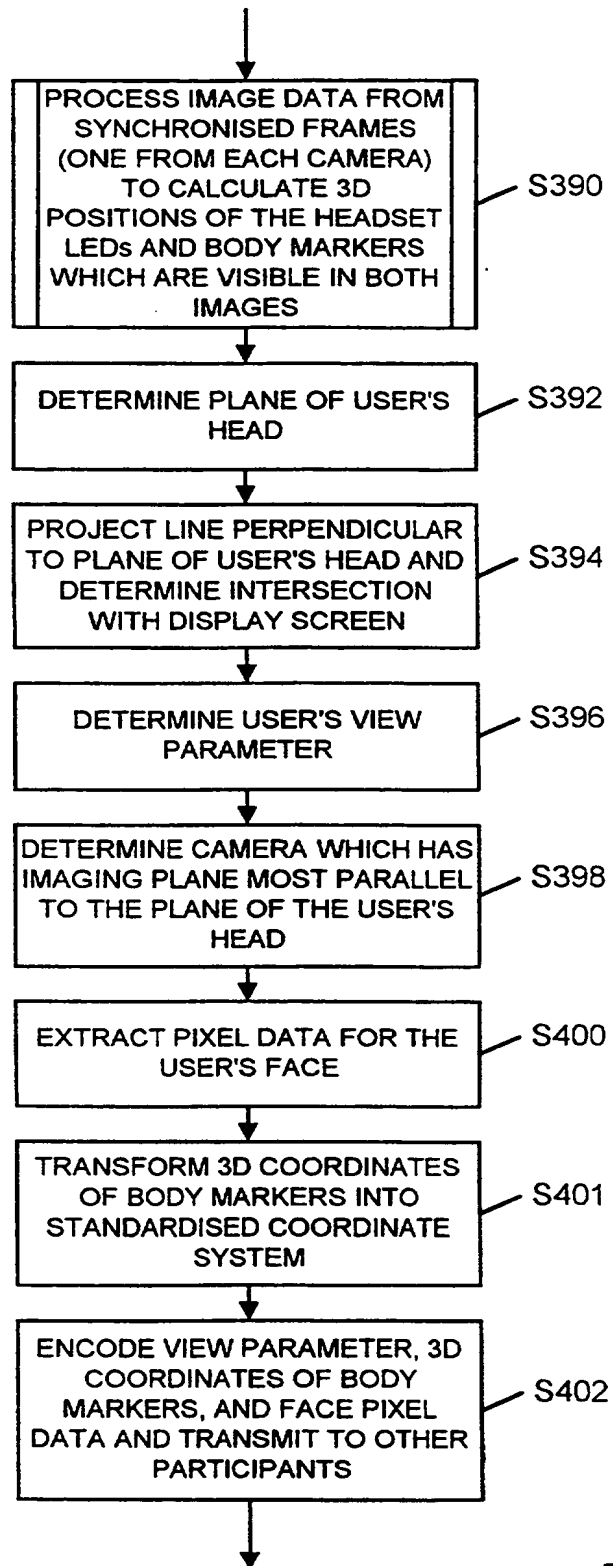 PROCESS IMAGE DATA FROM
SYNCHRONISED FRAMES
(ONE FROM EACH CAMERA)
TO CALCULATE 3D
POSITIONS OF THE HEADSET
LEDs AND BODY MARKERS
WHICH ARE VISIBLE IN BOTH
IMAGES
S390
DETERMINE PLANE OF USER'S
HEAD
S392
PROJECT LINE PERPENDICULAR
TO PLANE OF USER'S HEAD AND
DETERMINE INTERSECTION
WITH DISPLAY SCREEN
S394
DETERMINE USER'S VIEW
PARAMETER
S396
DETERMINE CAMERA WHICH HAS
IMAGING PLANE MOST PARALLEL
TO THE PLANE OF THE USER'S
HEAD
S398
EXTRACT PIXEL DATA FOR THE
USER'S FACE
S400
TRANSFORM 3D COORDINATES
OF BODY MARKERS INTO
STANDARDISED COORDINATE
SYSTEM
S401
ENCODE VIEW PARAMETER, 3D
COORDINATES OF BODY
MARKERS, AND FACE PIXEL
DATA AND TRANSMIT TO OTHER
PARTICIPANTS
S402